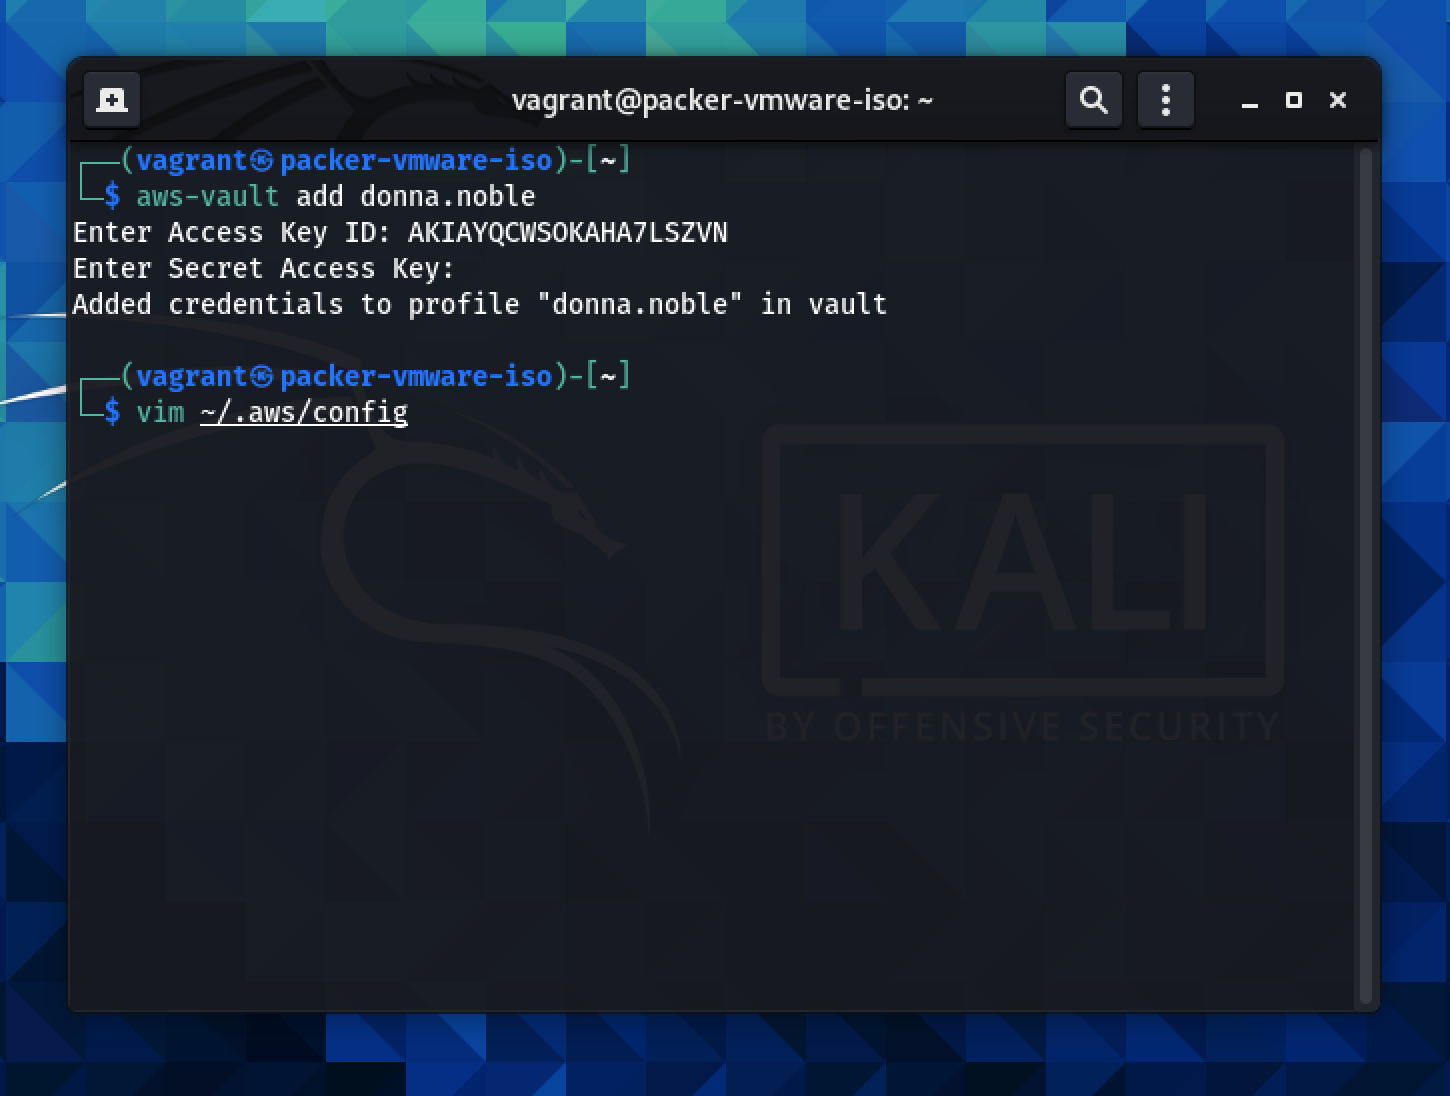 vagrant@packer-vmware-iso: ~
┌──(vagrant㉿packer-vmware-iso)-[~]
└─$ aws-vault add donna.noble
Enter Access Key ID: AKIAYQCWSOKAHA7LSZVN
Enter Secret Access Key:
Added credentials to profile "donna.noble" in vault
┌──(vagrant㉿packer-vmware-iso)-[~]
└─$ vim ~/.aws/config
KALI
BY OFFENSIVE SECURITY